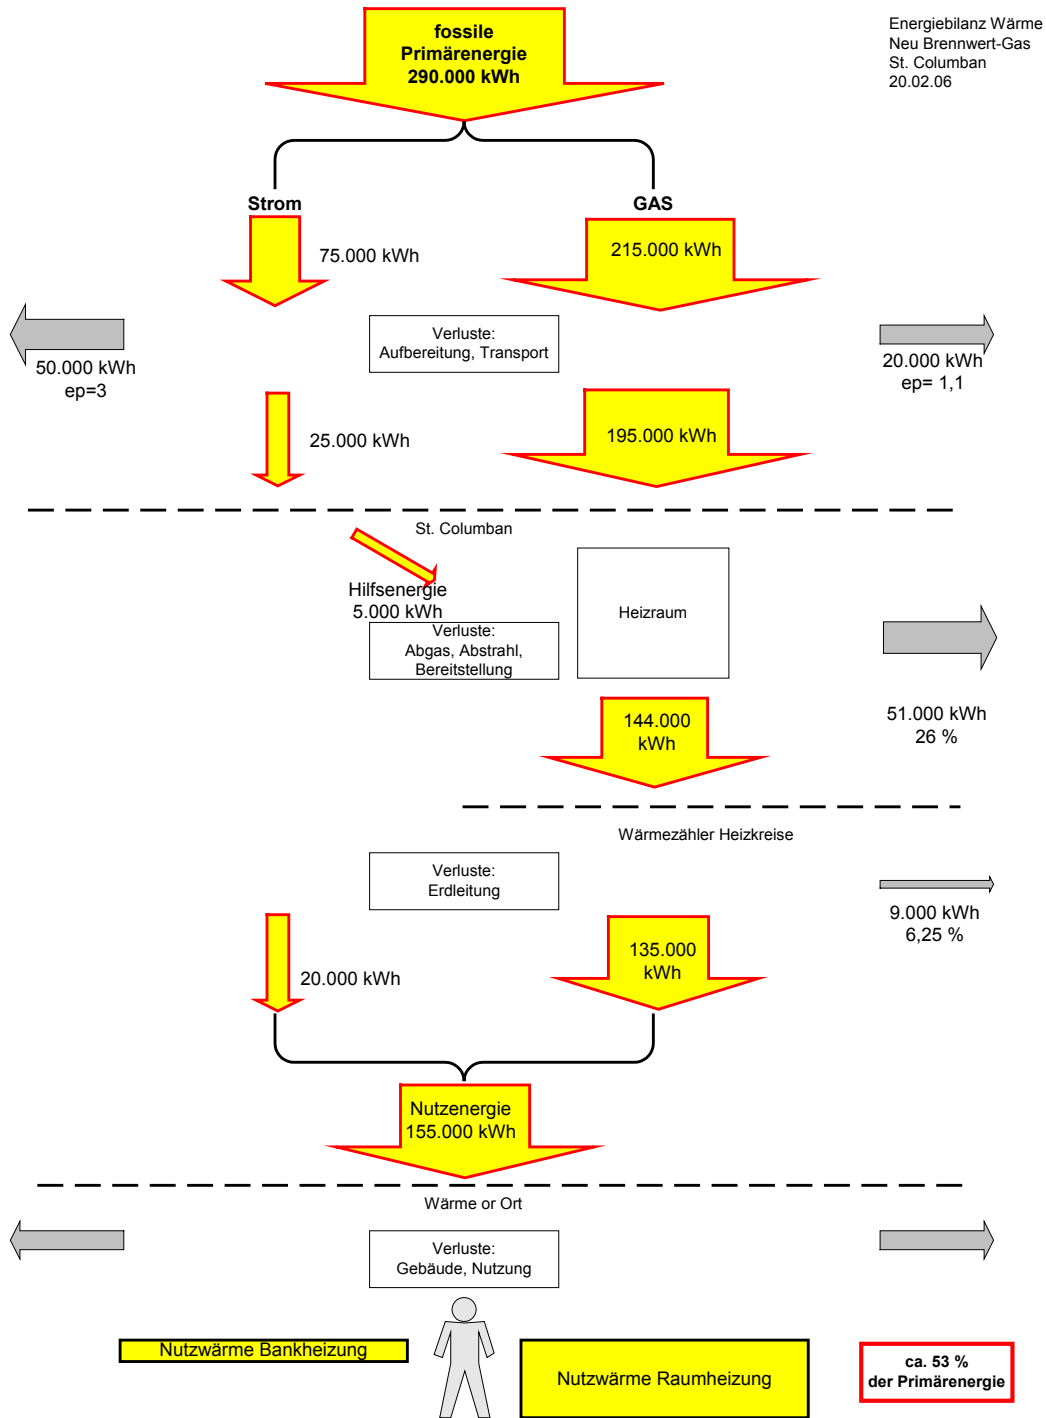 fossile
Primärenergie
290.000 kWh
Energiebilanz Wärme
Neu Brennwert-Gas
St. Columban
20.02.06
Strom
GAS
75.000 kWh
215.000 kWh
Verluste:
Aufbereitung, Transport
50.000 kWh
ep=3
20.000 kWh
ep= 1,1
25.000 kWh
195.000 kWh
St. Columban
Hilfsenergie
5.000 kWh
Verluste:
Abgas, Abstrahl,
Bereitstellung
Heizraum
144.000
kWh
51.000 kWh
26 %
Wärmezähler Heizkreise
Verluste:
Erdleitung
9.000 kWh
6,25 %
20.000 kWh
135.000
kWh
Nutzenergie
155.000 kWh
Wärme or Ort
Verluste:
Gebäude, Nutzung
Nutzwärme Bankheizung
Nutzwärme Raumheizung
ca. 53 %
der Primärenergie